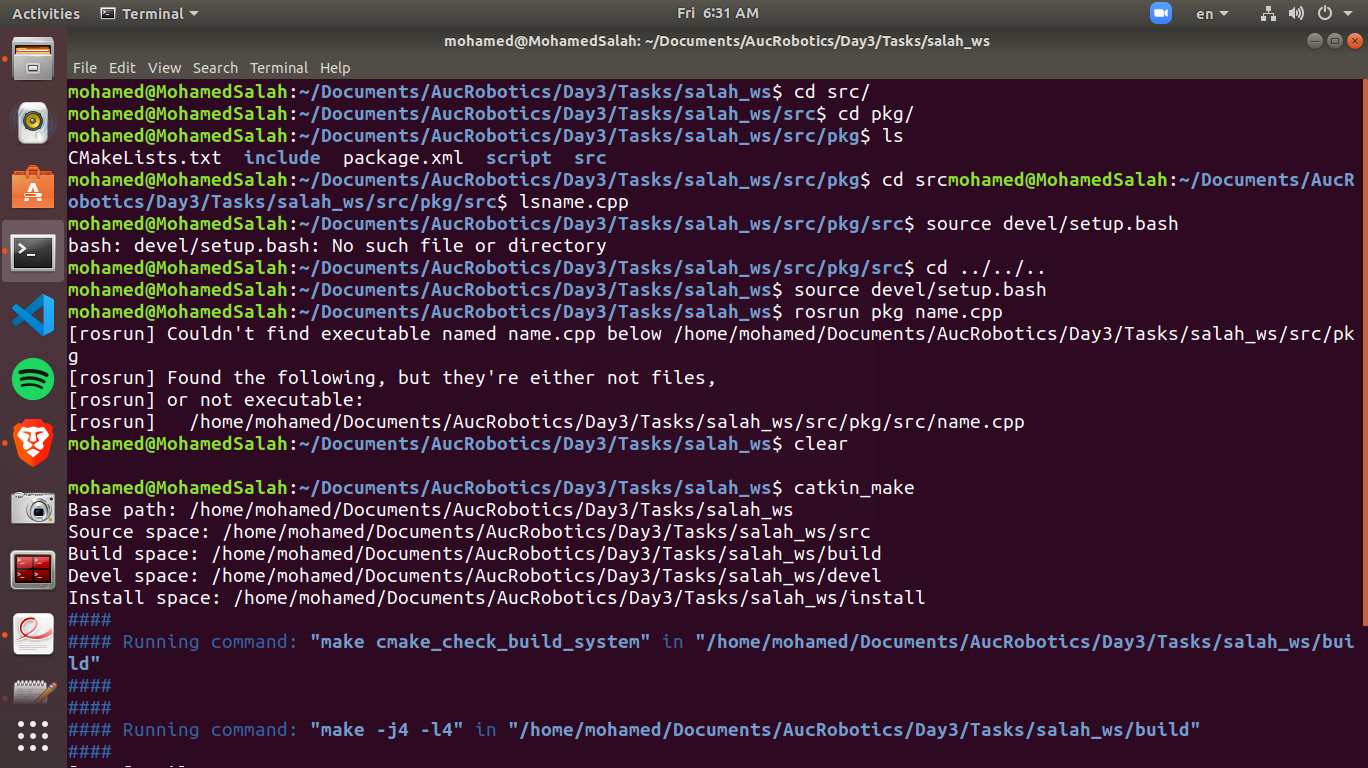 Activities Terminal Fri 6:31 AM en
mohamed@MohamedSalah: ~/Documents/AucRobotics/Day3/Tasks/salah_ws
File Edit View Search Terminal Help
mohamed@MohamedSalah:~/Documents/AucRobotics/Day3/Tasks/salah_ws$ cd src/
mohamed@MohamedSalah:~/Documents/AucRobotics/Day3/Tasks/salah_ws/src$ cd pkg/
mohamed@MohamedSalah:~/Documents/AucRobotics/Day3/Tasks/salah_ws/src/pkg$ ls
CMakeLists.txt include package.xml script src
mohamed@MohamedSalah:~/Documents/AucRobotics/Day3/Tasks/salah_ws/src/pkg$ cd srcmohamed@MohamedSalah:~/Documents/AucR
obotics/Day3/Tasks/salah_ws/src/pkg/src$ lsname.cpp
mohamed@MohamedSalah:~/Documents/AucRobotics/Day3/Tasks/salah_ws/src/pkg/src$ source devel/setup.bash
bash: devel/setup.bash: No such file or directory
mohamed@MohamedSalah:~/Documents/AucRobotics/Day3/Tasks/salah_ws/src/pkg/src$ cd ../../..
mohamed@MohamedSalah:~/Documents/AucRobotics/Day3/Tasks/salah_ws$ source devel/setup.bash
mohamed@MohamedSalah:~/Documents/AucRobotics/Day3/Tasks/salah_ws$ rosrun pkg name.cpp
[rosrun] Couldn't find executable named name.cpp below /home/mohamed/Documents/AucRobotics/Day3/Tasks/salah_ws/src/pk
g
[rosrun] Found the following, but they're either not files,
[rosrun] or not executable:
[rosrun]   /home/mohamed/Documents/AucRobotics/Day3/Tasks/salah_ws/src/pkg/src/name.cpp
mohamed@MohamedSalah:~/Documents/AucRobotics/Day3/Tasks/salah_ws$ clear
mohamed@MohamedSalah:~/Documents/AucRobotics/Day3/Tasks/salah_ws$ catkin_make
Base path: /home/mohamed/Documents/AucRobotics/Day3/Tasks/salah_ws
Source space: /home/mohamed/Documents/AucRobotics/Day3/Tasks/salah_ws/src
Build space: /home/mohamed/Documents/AucRobotics/Day3/Tasks/salah_ws/build
Devel space: /home/mohamed/Documents/AucRobotics/Day3/Tasks/salah_ws/devel
Install space: /home/mohamed/Documents/AucRobotics/Day3/Tasks/salah_ws/install
####
#### Running command: "make cmake_check_build_system" in "/home/mohamed/Documents/AucRobotics/Day3/Tasks/salah_ws/bui
ld"
####
####
#### Running command: "make -j4 -l4" in "/home/mohamed/Documents/AucRobotics/Day3/Tasks/salah_ws/build"
####